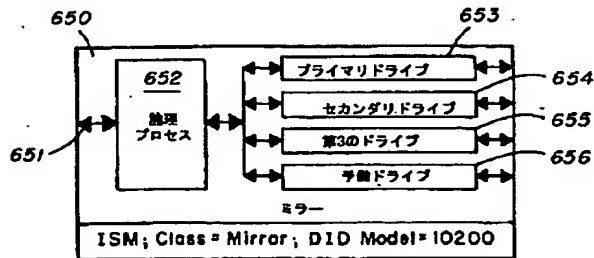 650
653
652
論理
プロセス
プライマリドライブ
654
セカンダリドライブ
655
第3のドライブ
656
予備ドライブ
651
ミラー
ISM; Class = Mirror; DID Model = 10200